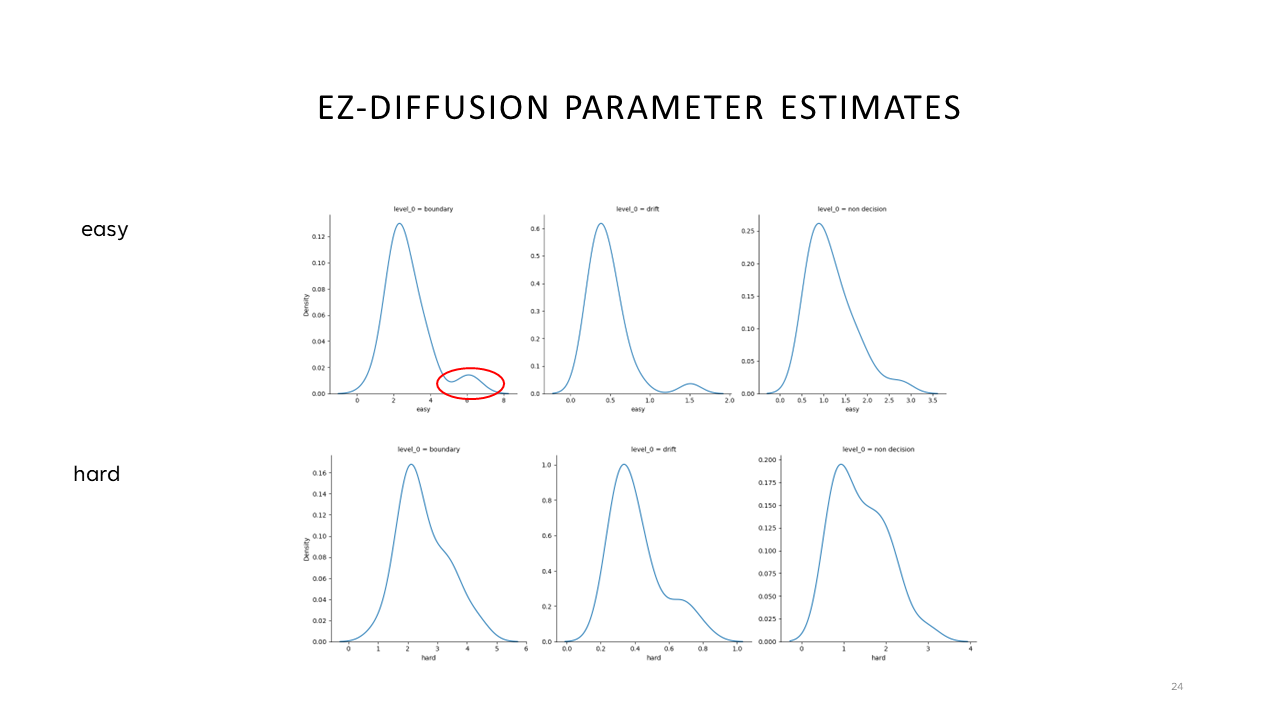 EZ-DIFFUSION PARAMETER ESTIMATES
easy
level_0 = boundary
level_0 = drift
level_0 = non decision
Density
0.12
0.10
0.08
0.06
0.04
0.02
0.00
0 2 4 6 8
easy
0.6
0.5
0.4
0.3
0.2
0.1
0.0
0.0 0.5 1.0 1.5 2.0
easy
0.25
0.20
0.15
0.10
0.05
0.00
0.0 0.5 1.0 1.5 2.0 2.5 3.0 3.5
easy
hard
level_0 = boundary
level_0 = drift
level_0 = non decision
Density
0.16
0.14
0.12
0.10
0.08
0.06
0.04
0.02
0.00
0 1 2 3 4 5 6
hard
1.0
0.8
0.6
0.4
0.2
0.0
0.0 0.2 0.4 0.6 0.8 1.0
hard
0.200
0.175
0.150
0.125
0.100
0.075
0.050
0.025
0.000
0 1 2 3 4
hard
24